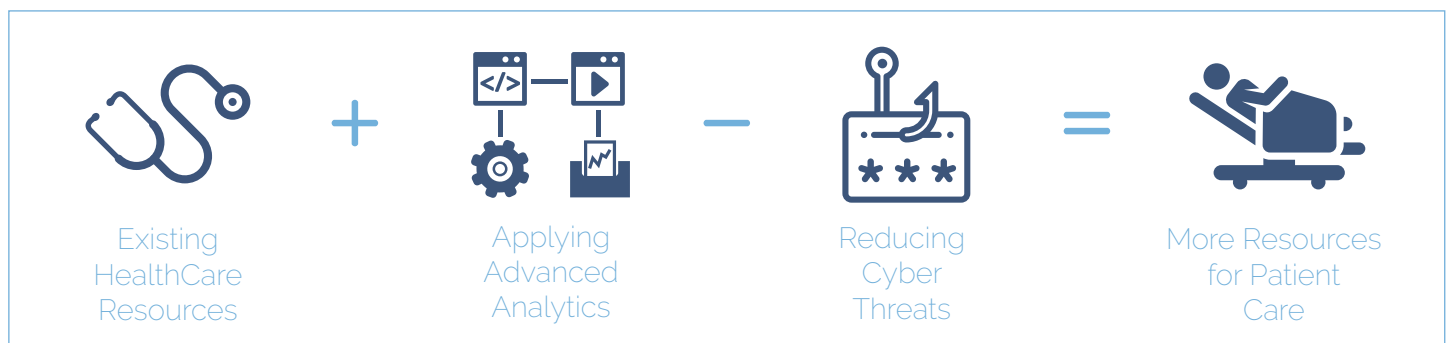 Existing
HealthCare
Resources
+
</>
Applying
Advanced
Analytics
−
***
Reducing
Cyber
Threats
=
More Resources
for Patient
Care